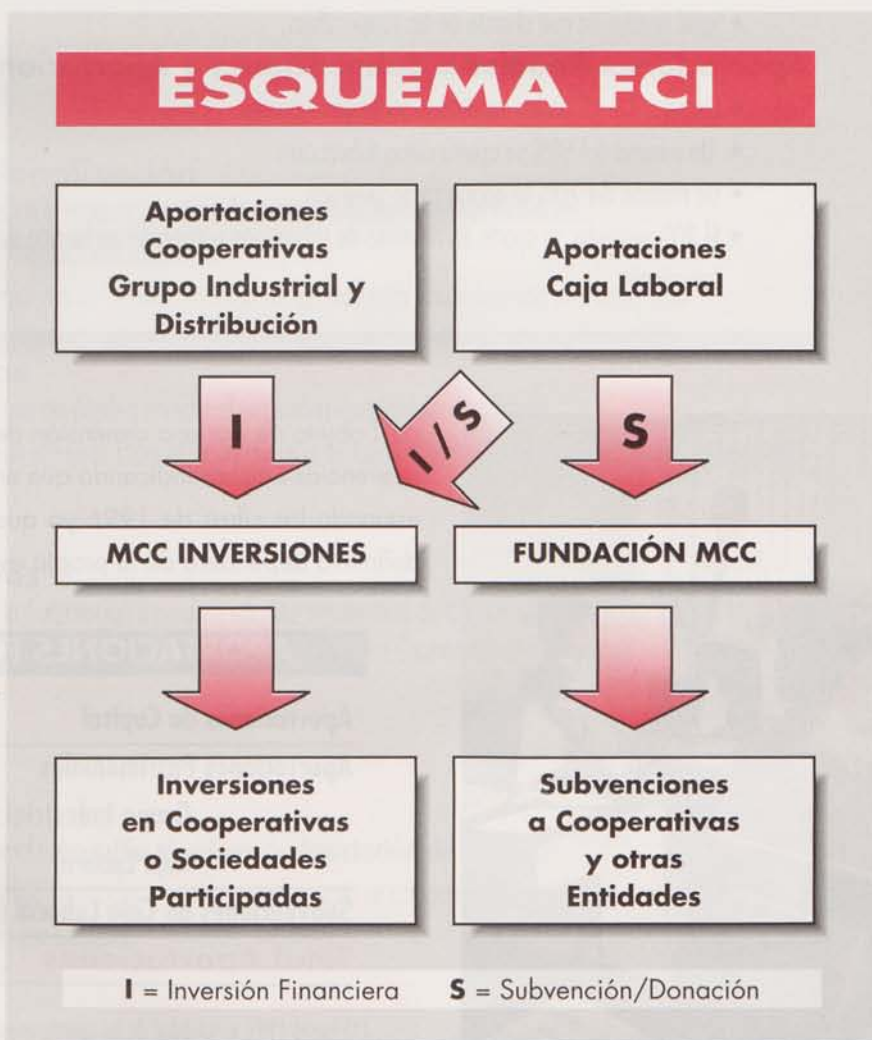 ESQUEMA FCI
Aportaciones
Cooperativas
Grupo Industrial y
Distribución
Aportaciones
Caja Laboral
I
I / S
S
MCC INVERSIONES
FUNDACIÓN MCC
Inversiones
en Cooperativas
o Sociedades
Participadas
Subvenciones
a Cooperativas
y otras
Entidades
I = Inversión Financiera S = Subvención/Donación